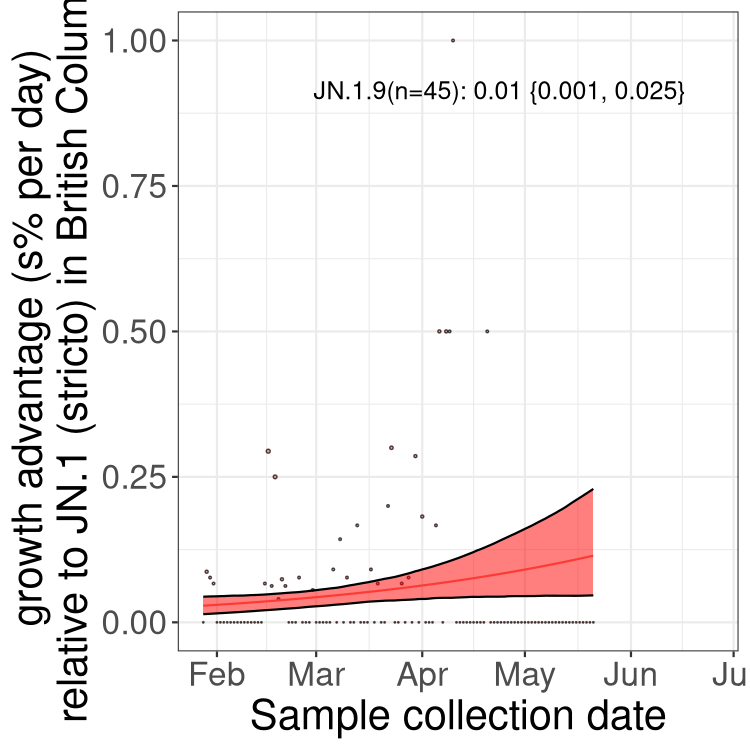 growth advantage (s% per day)
relative to JN.1 (stricto) in British Colum
1.00
0.75
0.50
0.25
0.00
JN.1.9(n=45): 0.01 {0.001, 0.025}
Feb Mar Apr May Jun Ju
Sample collection date